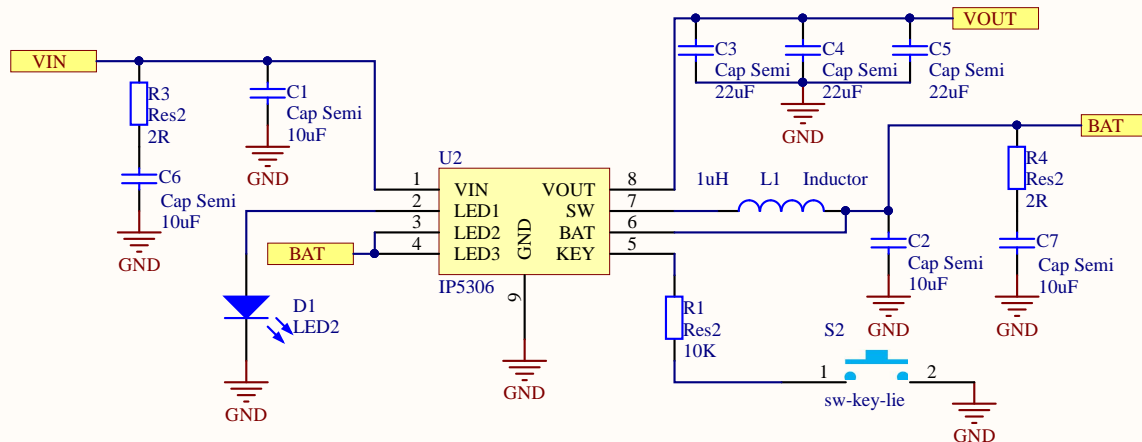 VIN
R3
Res2
2R
C6
Cap Semi
10uF
GND
C1
Cap Semi
10uF
GND
C3
Cap Semi
22uF
C4
Cap Semi
22uF
C5
Cap Semi
22uF
GND
VOUT
U2
1 VIN VOUT 8
2 LED1 SW 7
3 LED2 BAT 6
4 LED3 KEY 5
GND
9
IP5306
GND
BAT
D1
LED2
GND
1uH L1 Inductor
BAT
R4
Res2
2R
C7
Cap Semi
10uF
GND
C2
Cap Semi
10uF
GND
R1
Res2
10K
S2
1 2
sw-key-lie
GND